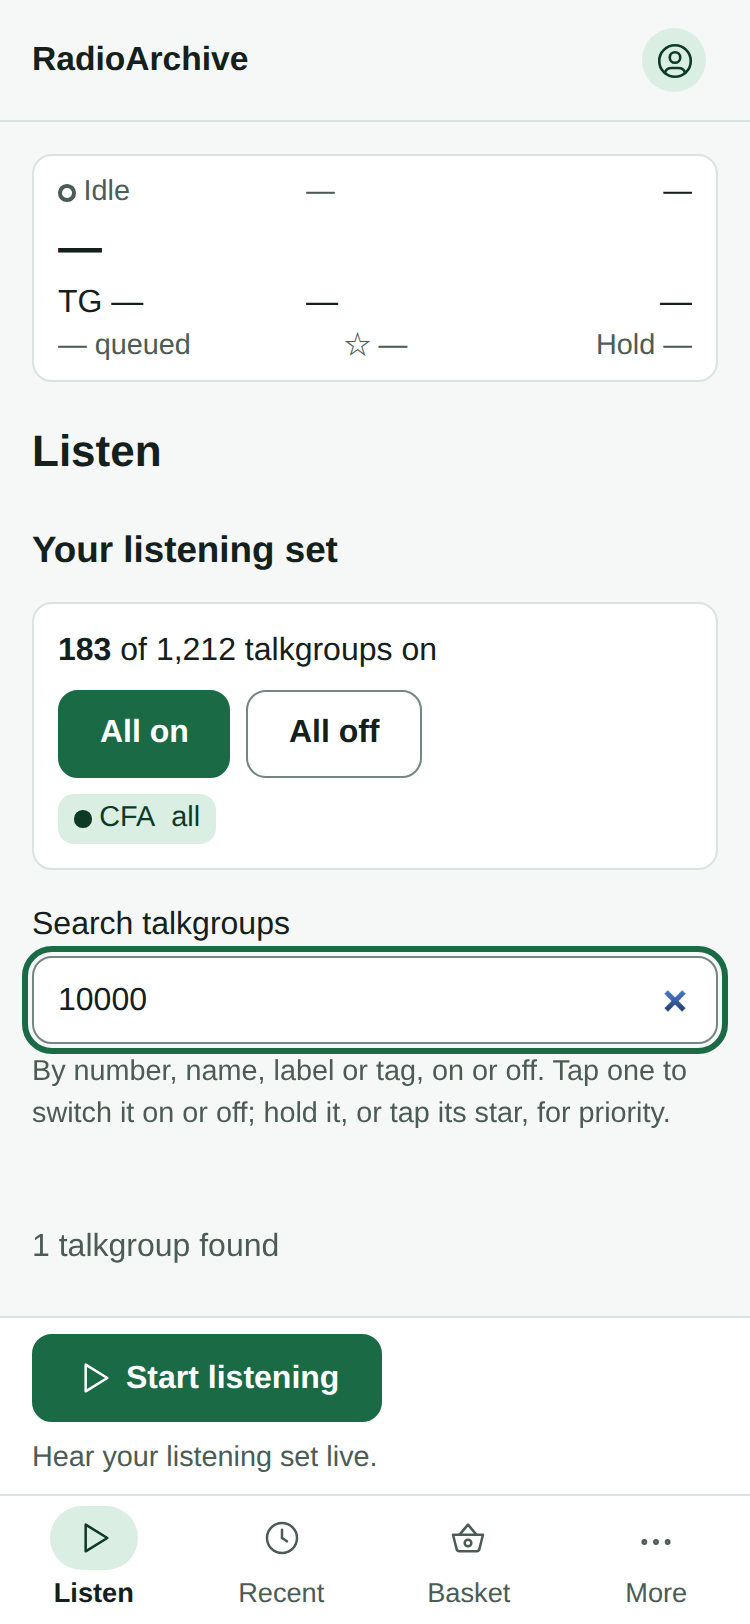 RadioArchive
Idle — —
—
TG — — —
— queued ☆ — Hold —
Listen
Your listening set
183 of 1,212 talkgroups on
All on All off
CFA all
Search talkgroups
10000
By number, name, label or tag, on or off. Tap one to
switch it on or off; hold it, or tap its star, for priority.
1 talkgroup found
Start listening
Hear your listening set live.
Listen Recent Basket More